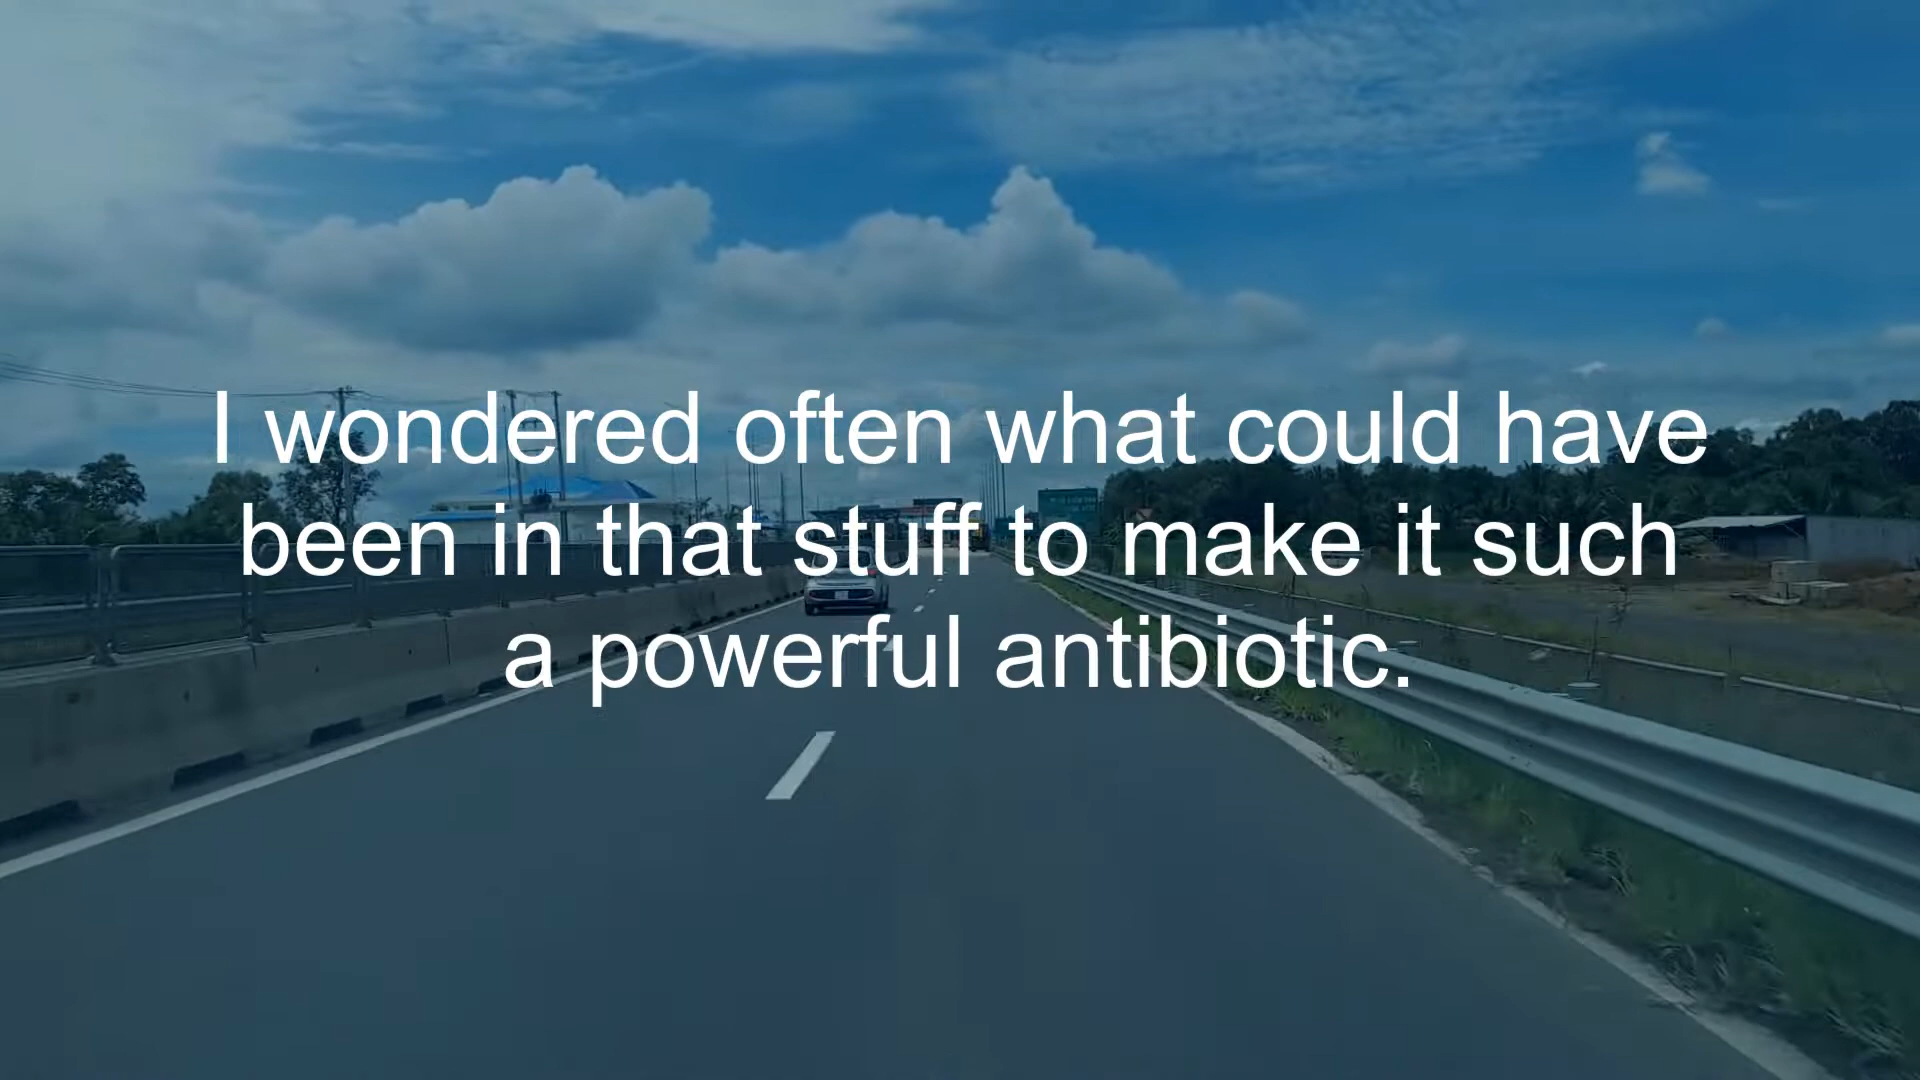 I wondered often what could have
been in that stuff to make it such
a powerful antibiotic.